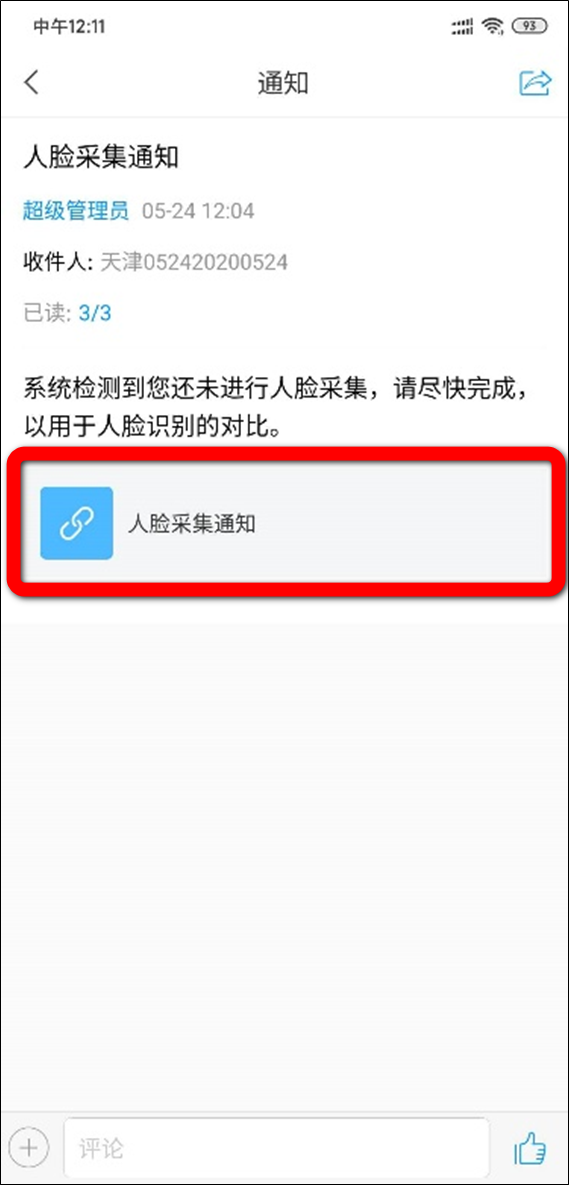 中午12:11
93
通知
人脸采集通知
超级管理员 05-24 12:04
收件人: 天津052420200524
已读: 3/3
系统检测到您还未进行人脸采集，请尽快完成，
以用于人脸识别的对比。
人脸采集通知
评论